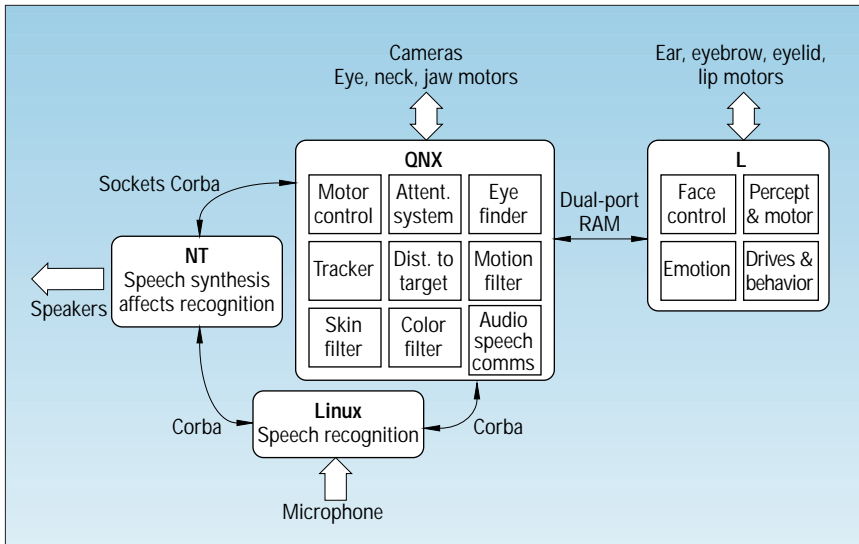 Cameras
Eye, neck, jaw motors
Ear, eyebrow, eyelid,
lip motors
QNX
Motor
control
Attent.
system
Eye
finder
Tracker
Dist. to
target
Motion
filter
Skin
filter
Color
filter
Audio
speech
comms
Dual-port
RAM
L
Face
control
Percept
& motor
Emotion
Drives &
behavior
Sockets Corba
NT
Speech synthesis
affects recognition
Speakers
Corba
Linux
Speech recognition
Corba
Microphone